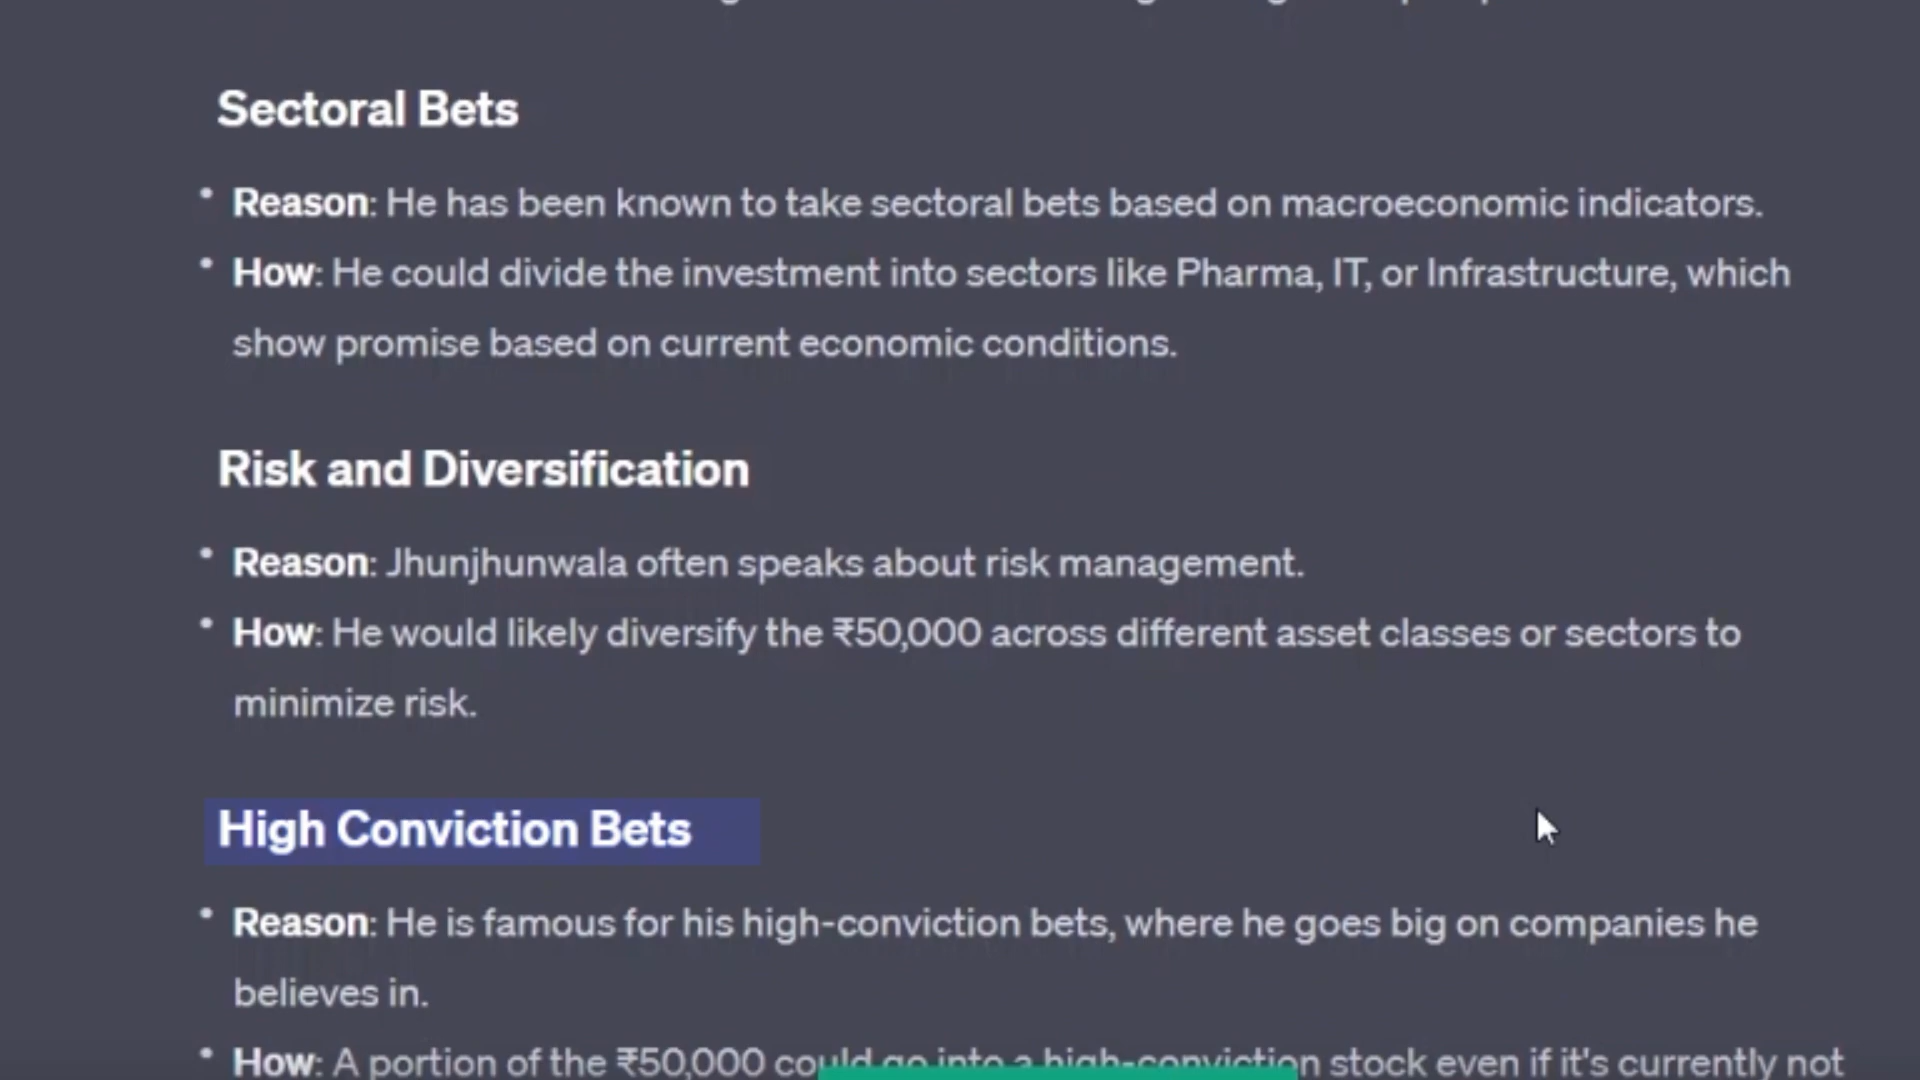 Sectoral Bets
• Reason: He has been known to take sectoral bets based on macroeconomic indicators.
• How: He could divide the investment into sectors like Pharma, IT, or Infrastructure, which
show promise based on current economic conditions.
Risk and Diversification
• Reason: Jhunjhunwala often speaks about risk management.
• How: He would likely diversify the ₹50,000 across different asset classes or sectors to
minimize risk.
High Conviction Bets
• Reason: He is famous for his high-conviction bets, where he goes big on companies he
believes in.
• How: A portion of the ₹50,000 could go into a high-conviction stock even if it's currently not